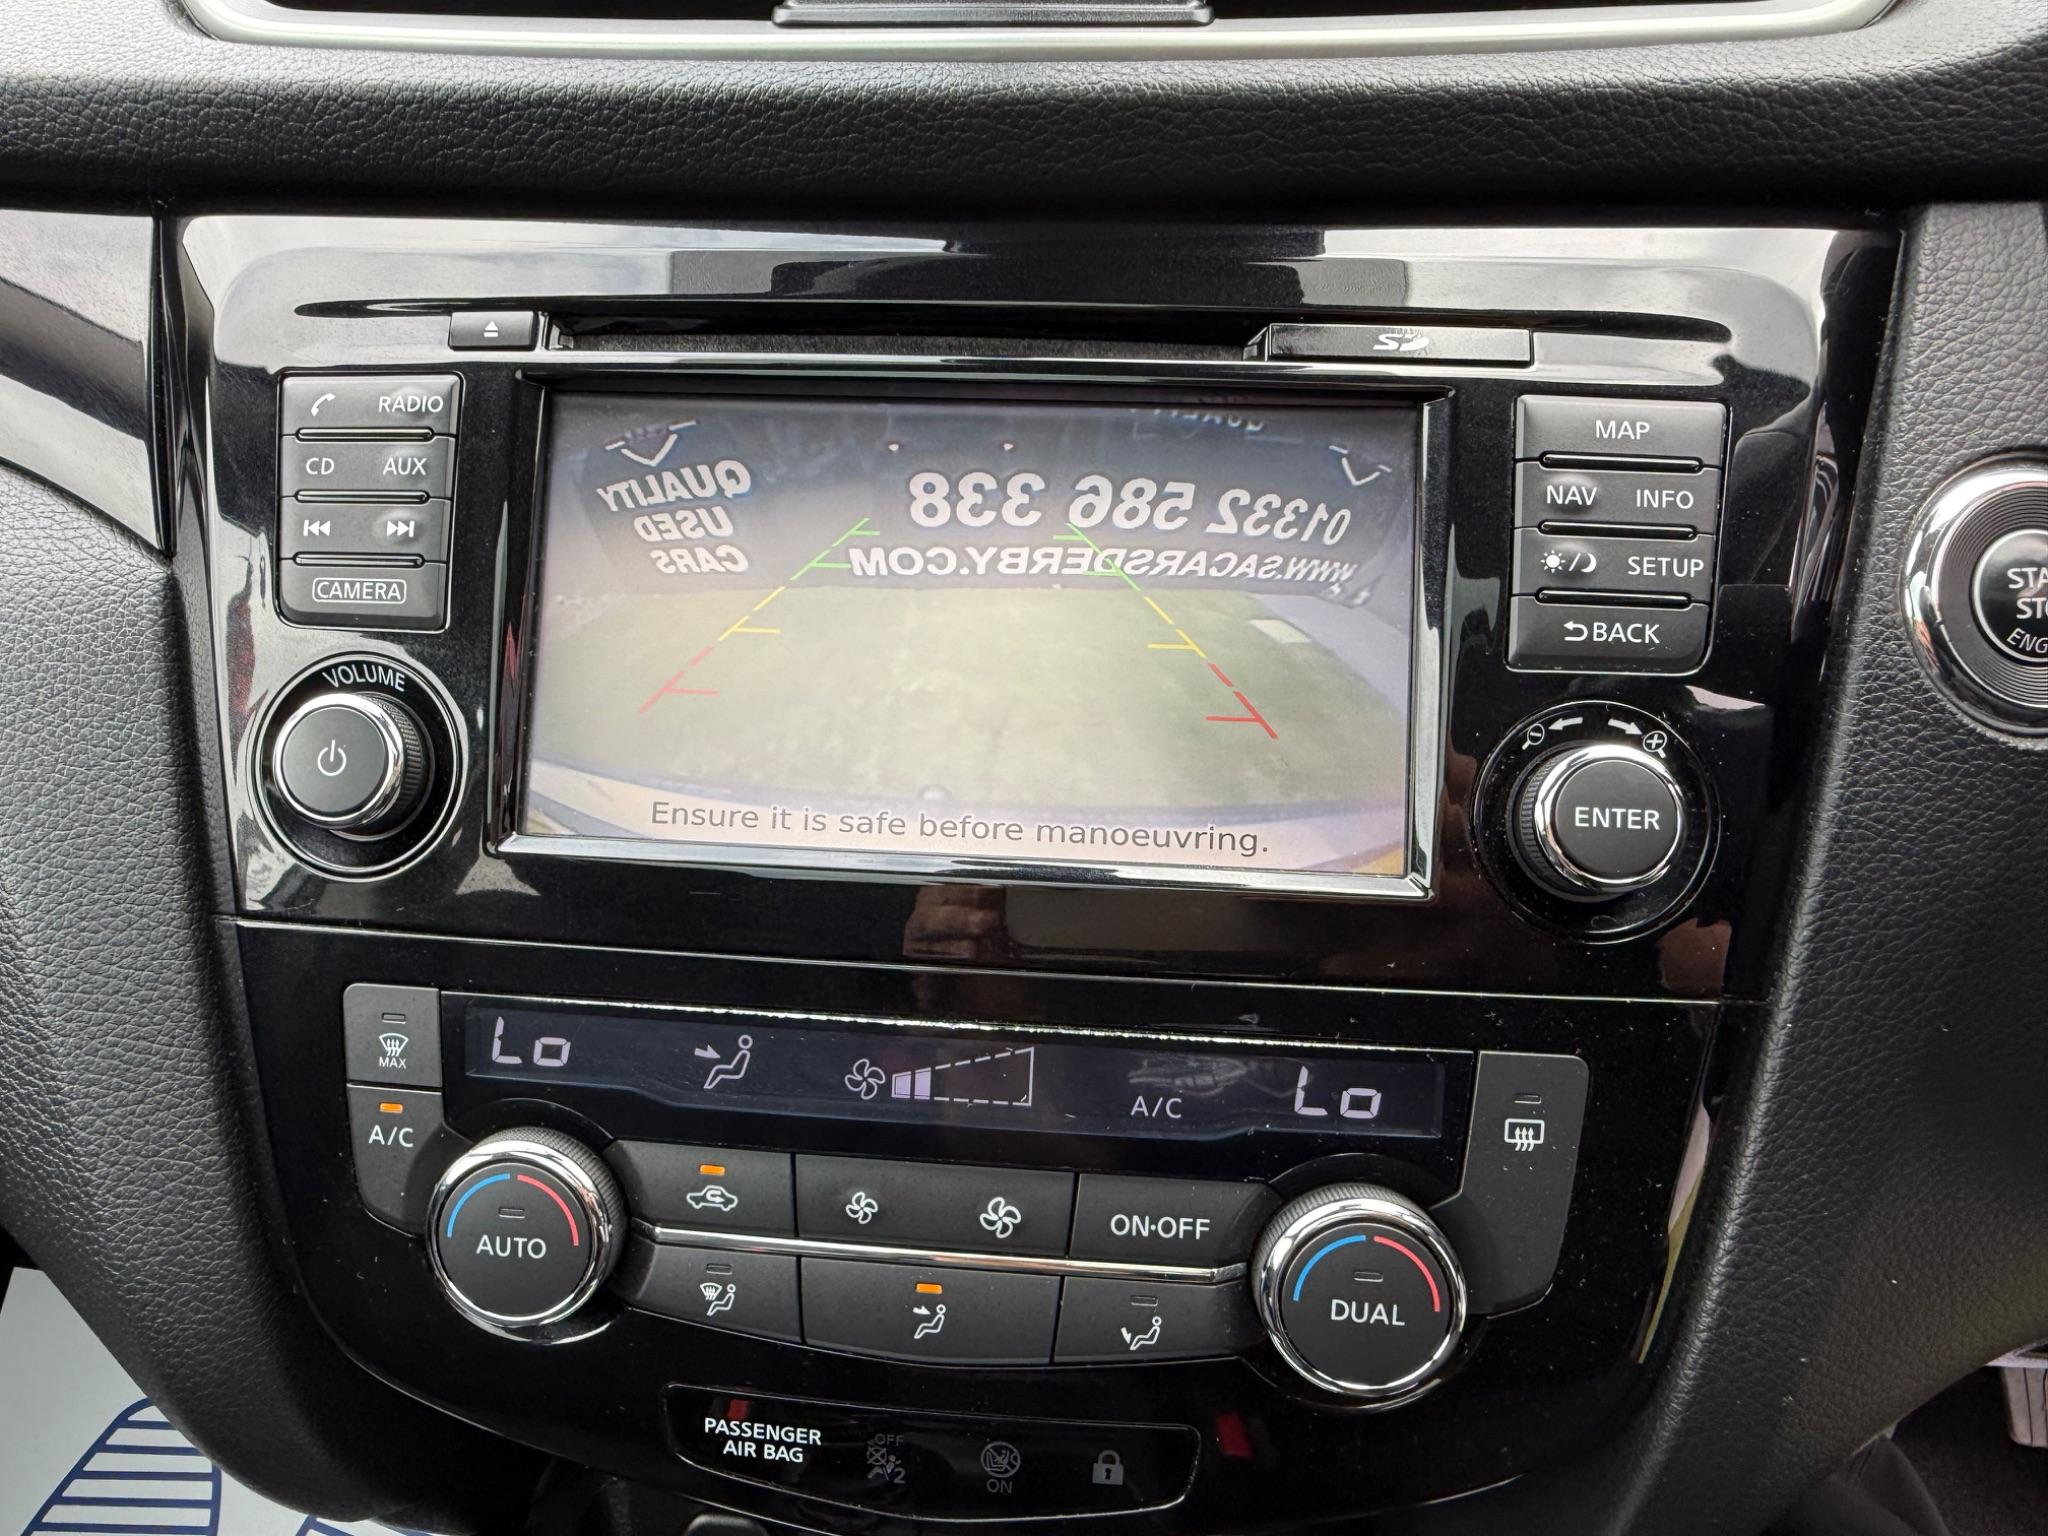 SD
RADIO
CD AUX
CAMERA
VOLUME
QUALITY
USED
CARS
01332 586 338
WWW.SACARSDERBY.COM
Ensure it is safe before manoeuvring.
MAP
NAV INFO
SETUP
BACK
ENTER
MAX
A/C
Lo
A/C
Lo
AUTO
ON•OFF
DUAL
PASSENGER
AIR BAG
OFF
2
ON